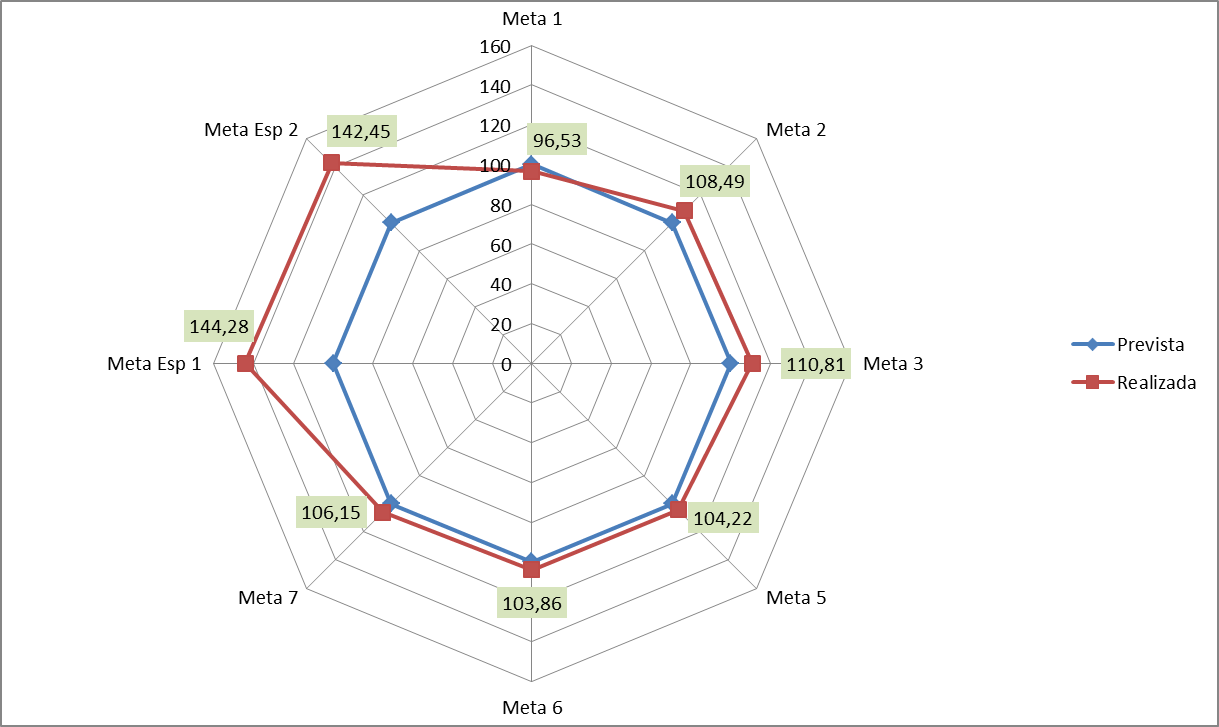 Meta 1
160
140
120
100
80
60
40
20
0
Meta Esp 2
142,45
96,53
Meta 2
108,49
144,28
Meta Esp 1
110,81
Meta 3
Prevista
Realizada
106,15
104,22
Meta 7
103,86
Meta 5
Meta 6